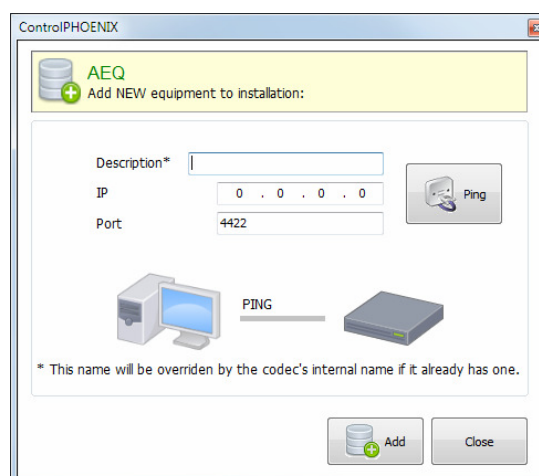 ControlPHOENIX
AEQ
Add NEW equipment to installation:
Description*
IP 0 . 0 . 0 . 0
Ping
Port 4422
PING
* This name will be overriden by the codec's internal name if it already has one.
Add Close